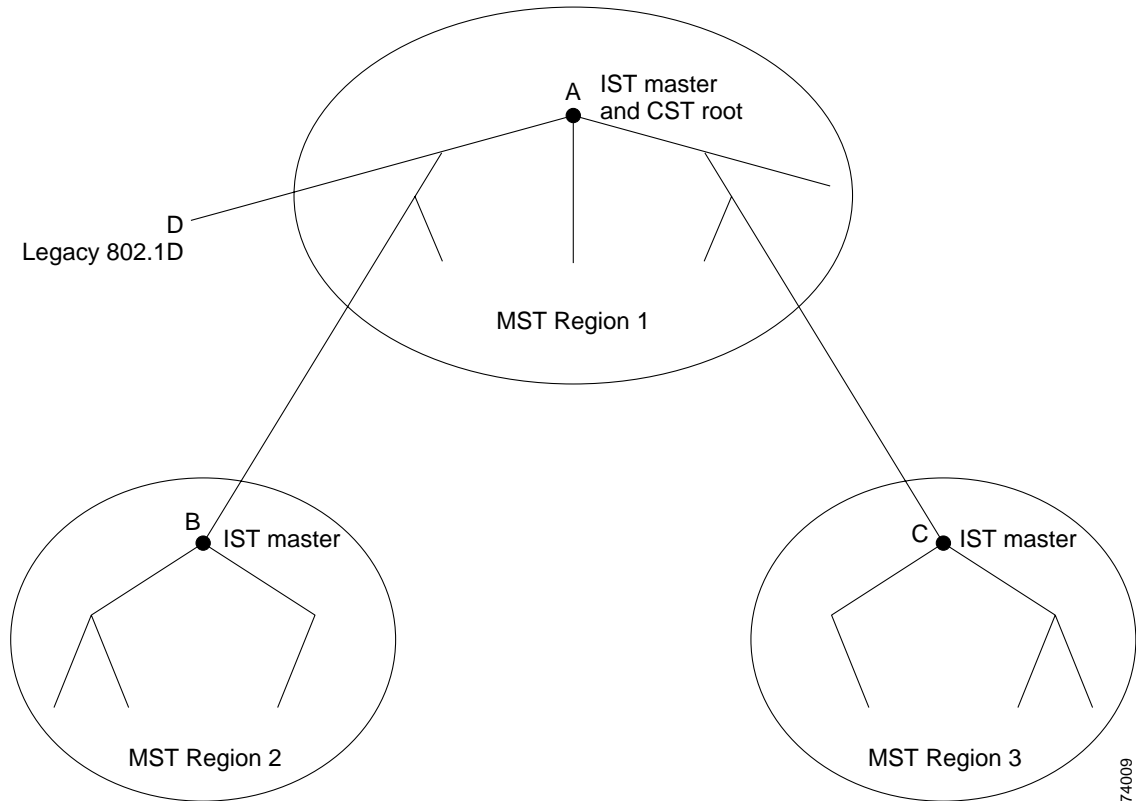 A
IST master
and CST root
D
Legacy 802.1D
MST Region 1
B
IST master
C
IST master
MST Region 2
MST Region 3
74009